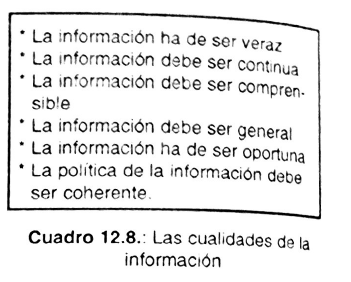 * La información ha de ser veraz
* La información debe ser continua
* La información debe ser compren-
sible
* La información debe ser general
* La información ha de ser oportuna
* La política de la información debe
ser coherente.
Cuadro 12.8.: Las cualidades de la
información